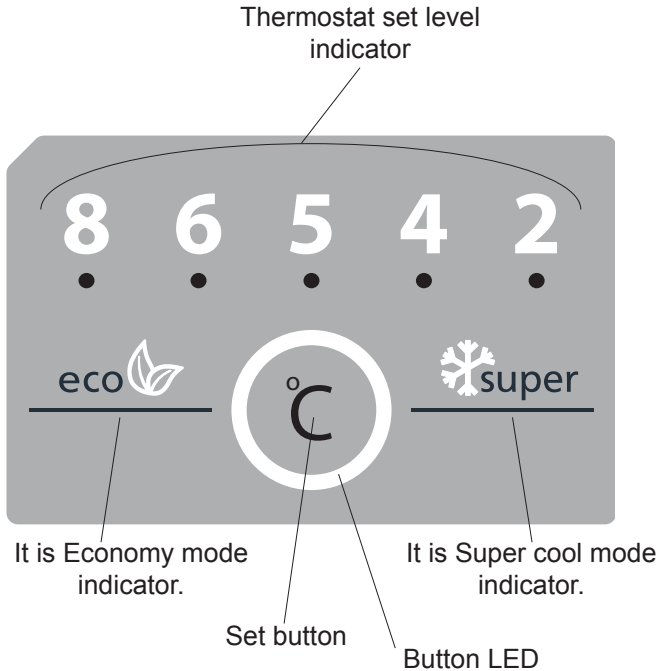 Thermostat set level
indicator
8 6 5 4 2
eco
°C
super
It is Economy mode
indicator.
It is Super cool mode
indicator.
Set button
Button LED